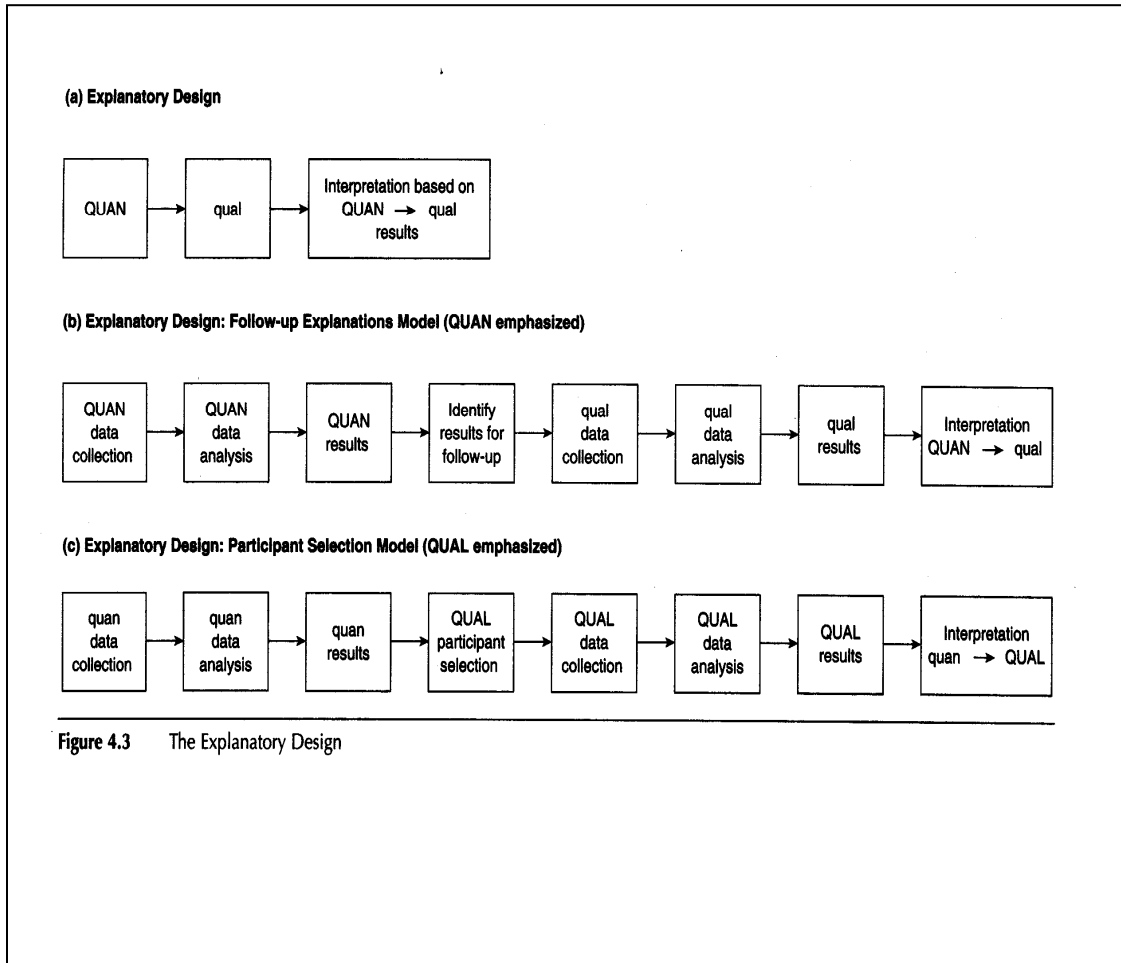 (a) Explanatory Design
QUAN
qual
Interpretation based on
QUAN → qual
results
(b) Explanatory Design: Follow-up Explanations Model (QUAN emphasized)
QUAN
data
collection
QUAN
data
analysis
QUAN
results
Identify
results for
follow-up
qual
data
collection
qual
data
analysis
qual
results
Interpretation
QUAN → qual
(c) Explanatory Design: Participant Selection Model (QUAL emphasized)
quan
data
collection
quan
data
analysis
quan
results
QUAL
participant
selection
QUAL
data
collection
QUAL
data
analysis
QUAL
results
Interpretation
quan → QUAL
Figure 4.3 The Explanatory Design